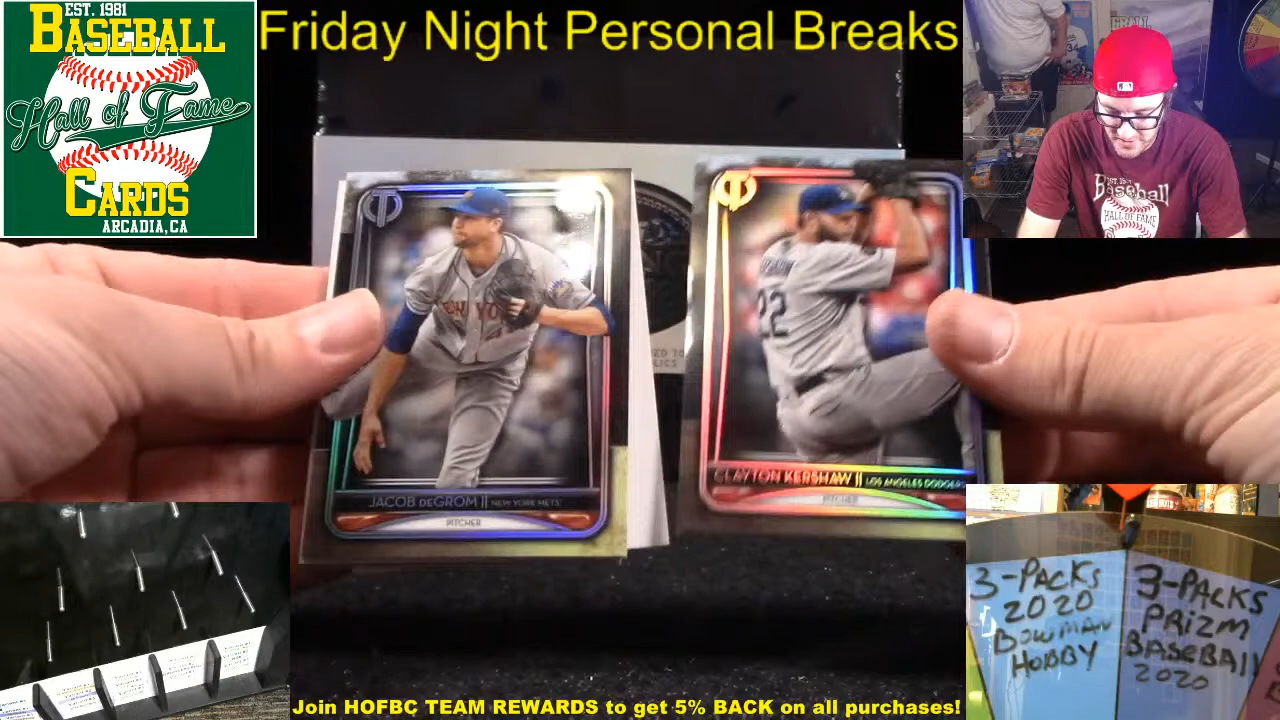 EST. 1981
BASEBALL
Hall of Fame
CARDS
ARCADIA, CA
Friday Night Personal Breaks
EST. 1981
Baseball
HALL OF FAME
22
JACOB deGROM || NEW YORK METS
PITCHER
CLAYTON KERSHAW || LOS ANGELES DODGERS
PITCHER
3-PACKS
2020
BOWMAN
HOBBY
3-PACKS
PRIZM
BASEBALL
2020
Join HOFBC TEAM REWARDS to get 5% BACK on all purchases!